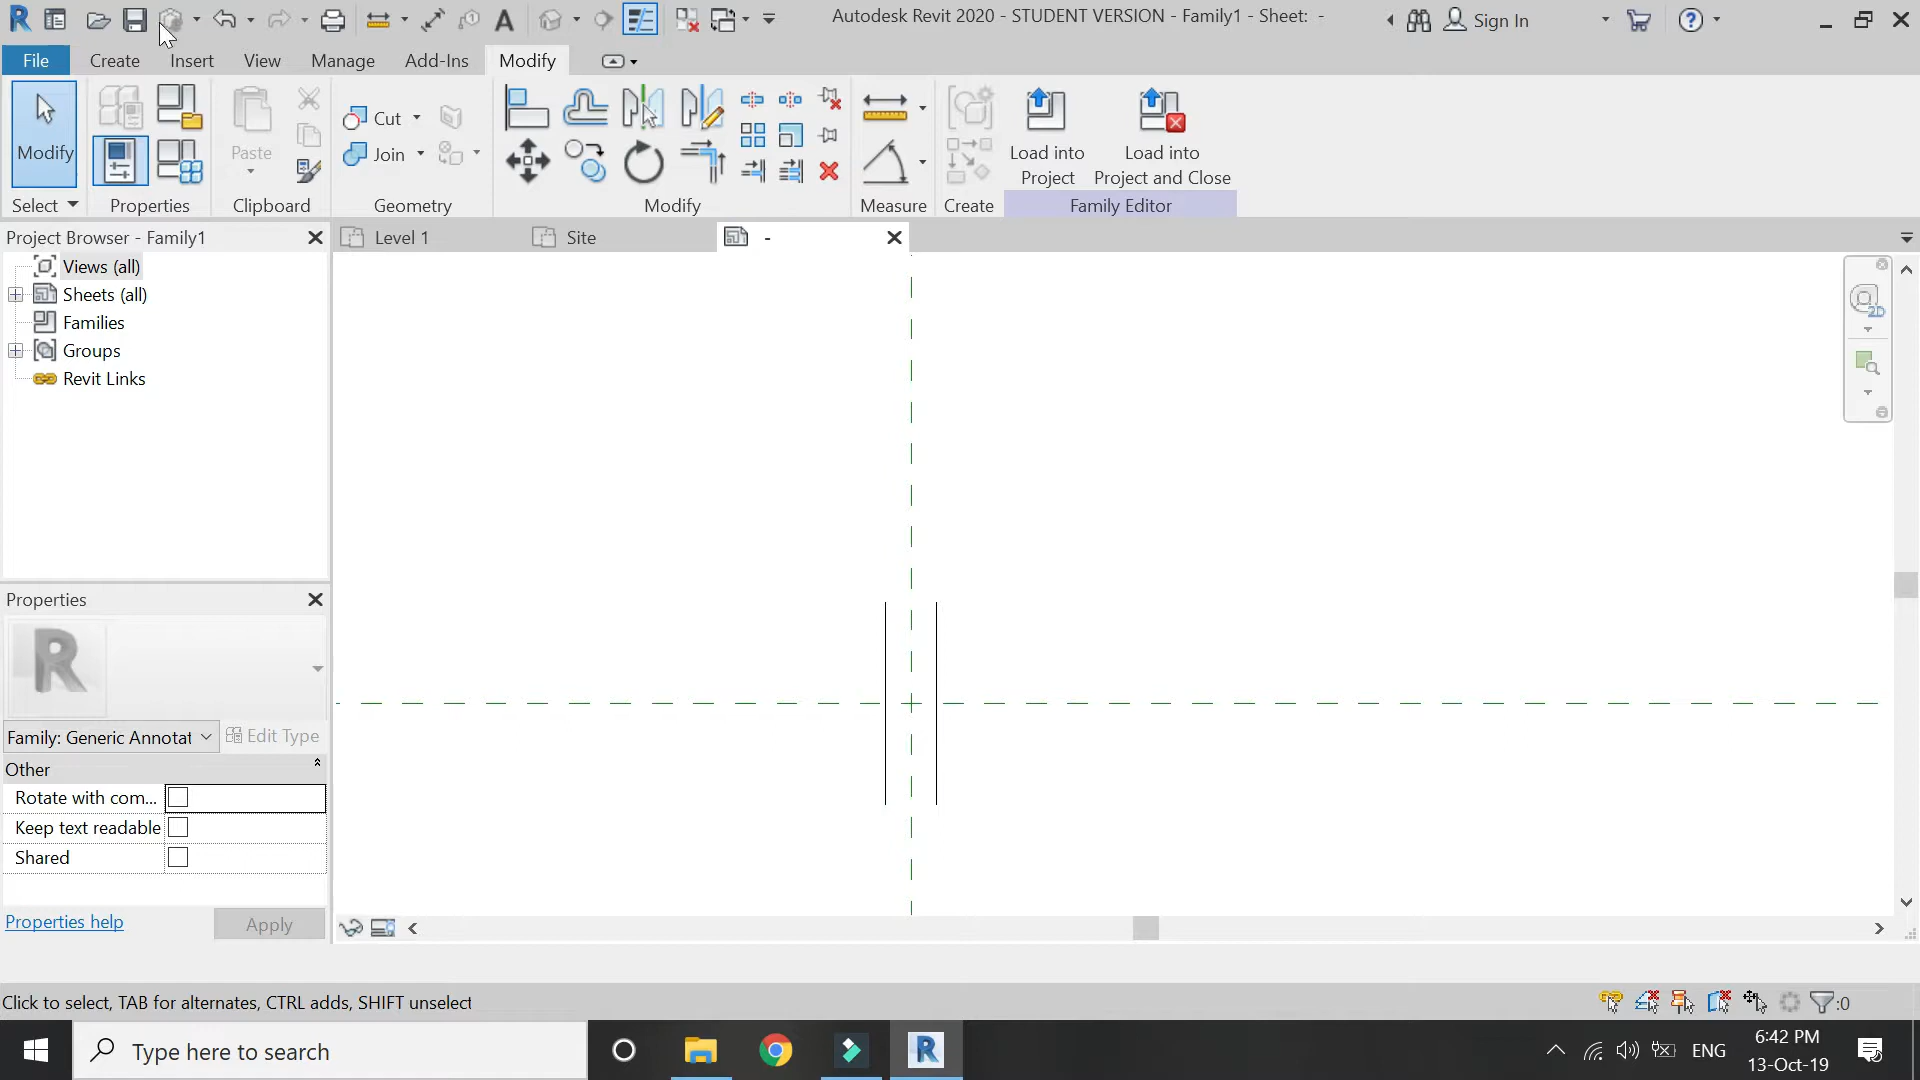 Autodesk Revit 2020 - STUDENT VERSION - Family1 - Sheet: -
Sign In
File Create Insert View Manage Add-Ins Modify
Modify
Paste
Cut
Join
Load into Project
Load into Project and Close
Select Properties Clipboard Geometry Modify Measure Create Family Editor
Project Browser - Family1
Level 1
Site
-
Views (all)
Sheets (all)
Families
Groups
Revit Links
Properties
R
Family: Generic Annotat
Edit Type
Other
Rotate with com...
Keep text readable
Shared
Properties help
Apply
2D
Click to select, TAB for alternates, CTRL adds, SHIFT unselect
:0
Type here to search
ENG
6:42 PM
13-Oct-19